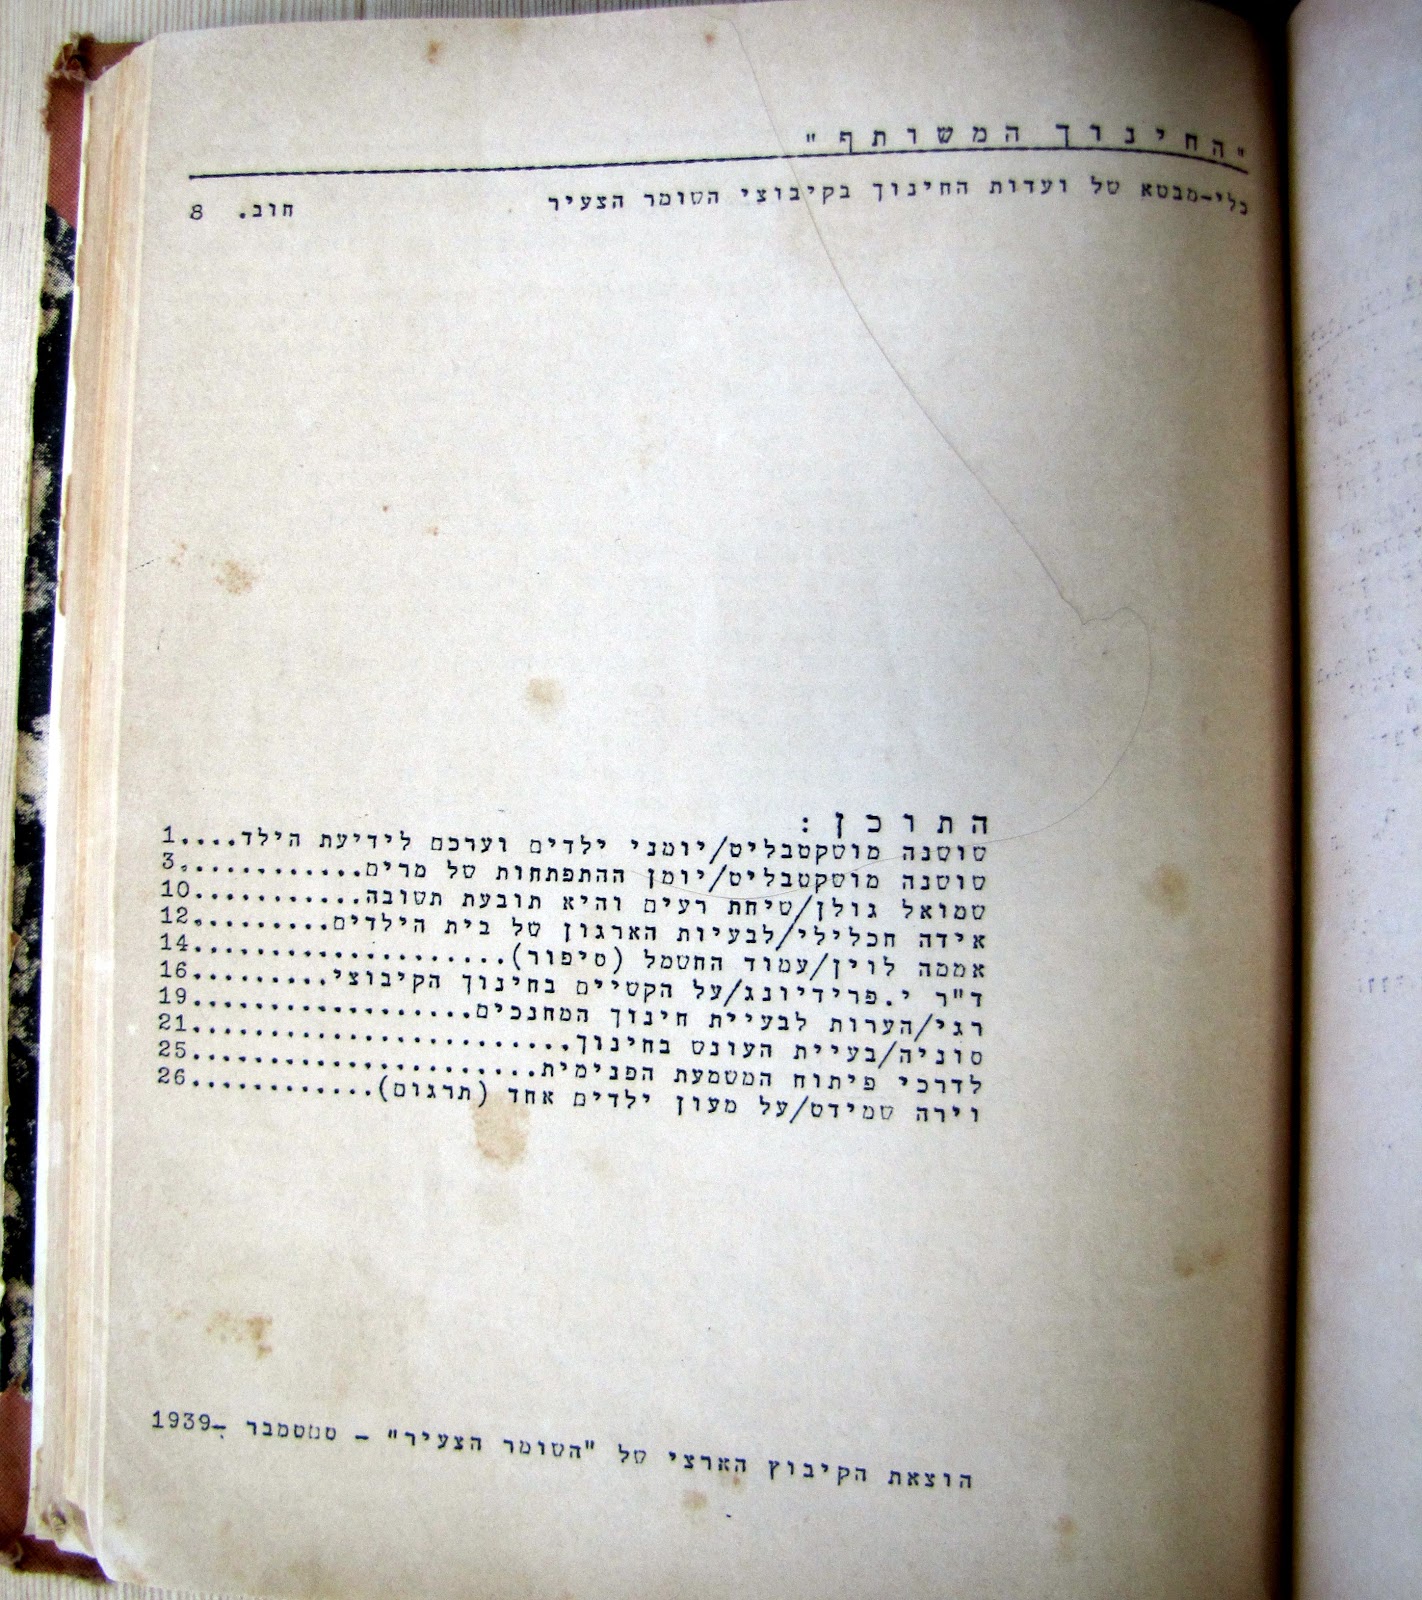 "החינוך המשותף"
כלי-מבטא של ועדות החינוך בקיבוצי השומר הצעיר חוב. 8
התוכן:
שושנה מושקטבליט/יומני ילדים וערכם לידיעת הילד....1
שושנה מושקטבליט/יומן ההתפתחות של מרים............3
שמואל גולן/שיחת רעים והיא תובעת תשובה...........10
אידה חכלילי/לבעיות הארגון של בית הילדים.........12
אממה לוין/עמוד החשמל (סיפור)....................14
ד"ר י.פרידיונג/על הקשיים בחינוך הקיבוצי.........16
רגי/הערות לבעיית חינוך המחנכים..................19
סוניה/בעיית העונש בחינוך........................21
לדרכי פיתוח המשמעת הפנימית......................25
וירה שמידט/על מעון ילדים אחד (תרגום)............26
הוצאת הקיבוץ הארצי של "השומר הצעיר" - ספטמבר -1939